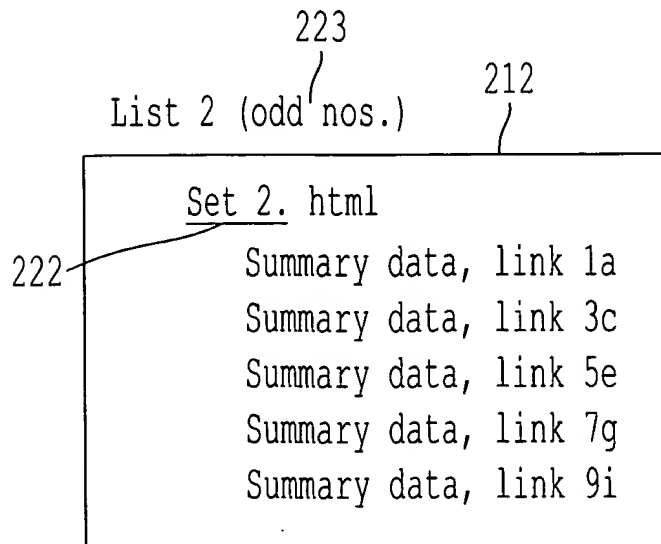 223
212
List 2 (odd nos.)
Set 2. html
222
Summary data, link 1a
Summary data, link 3c
Summary data, link 5e
Summary data, link 7g
Summary data, link 9i